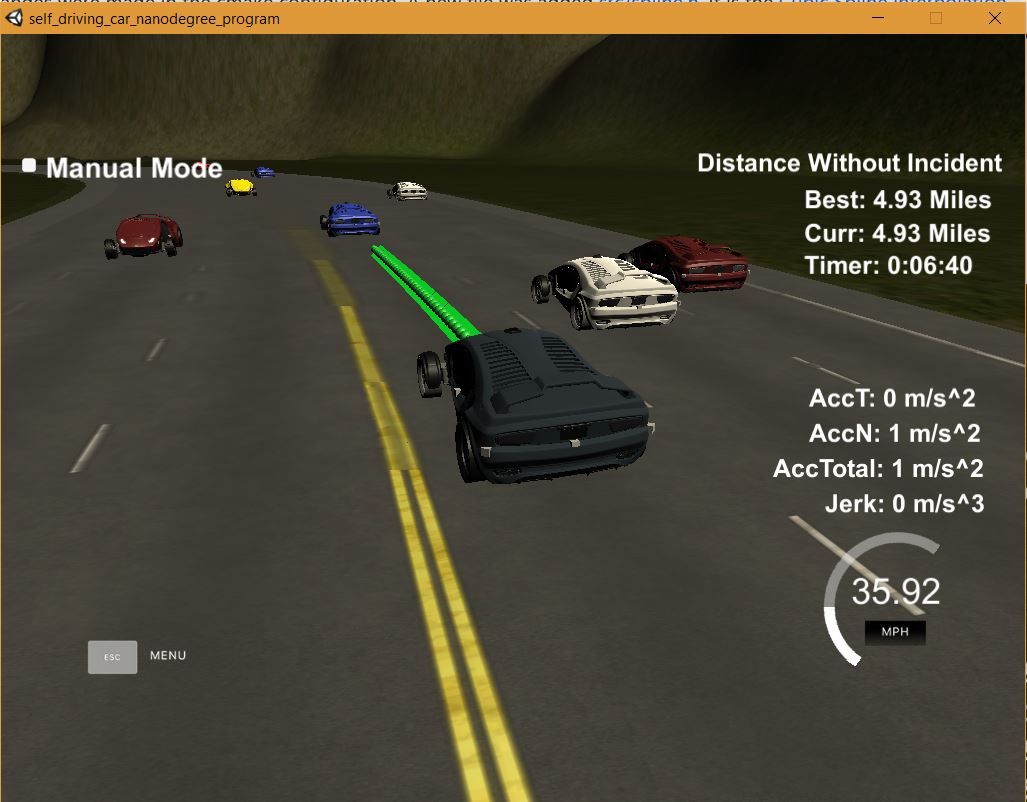 self_driving_car_nanodegree_program
Manual Mode
Distance Without Incident
Best: 4.93 Miles
Curr: 4.93 Miles
Timer: 0:06:40
AccT: 0 m/s^2
AccN: 1 m/s^2
AccTotal: 1 m/s^2
Jerk: 0 m/s^3
35.92
MPH
ESC MENU